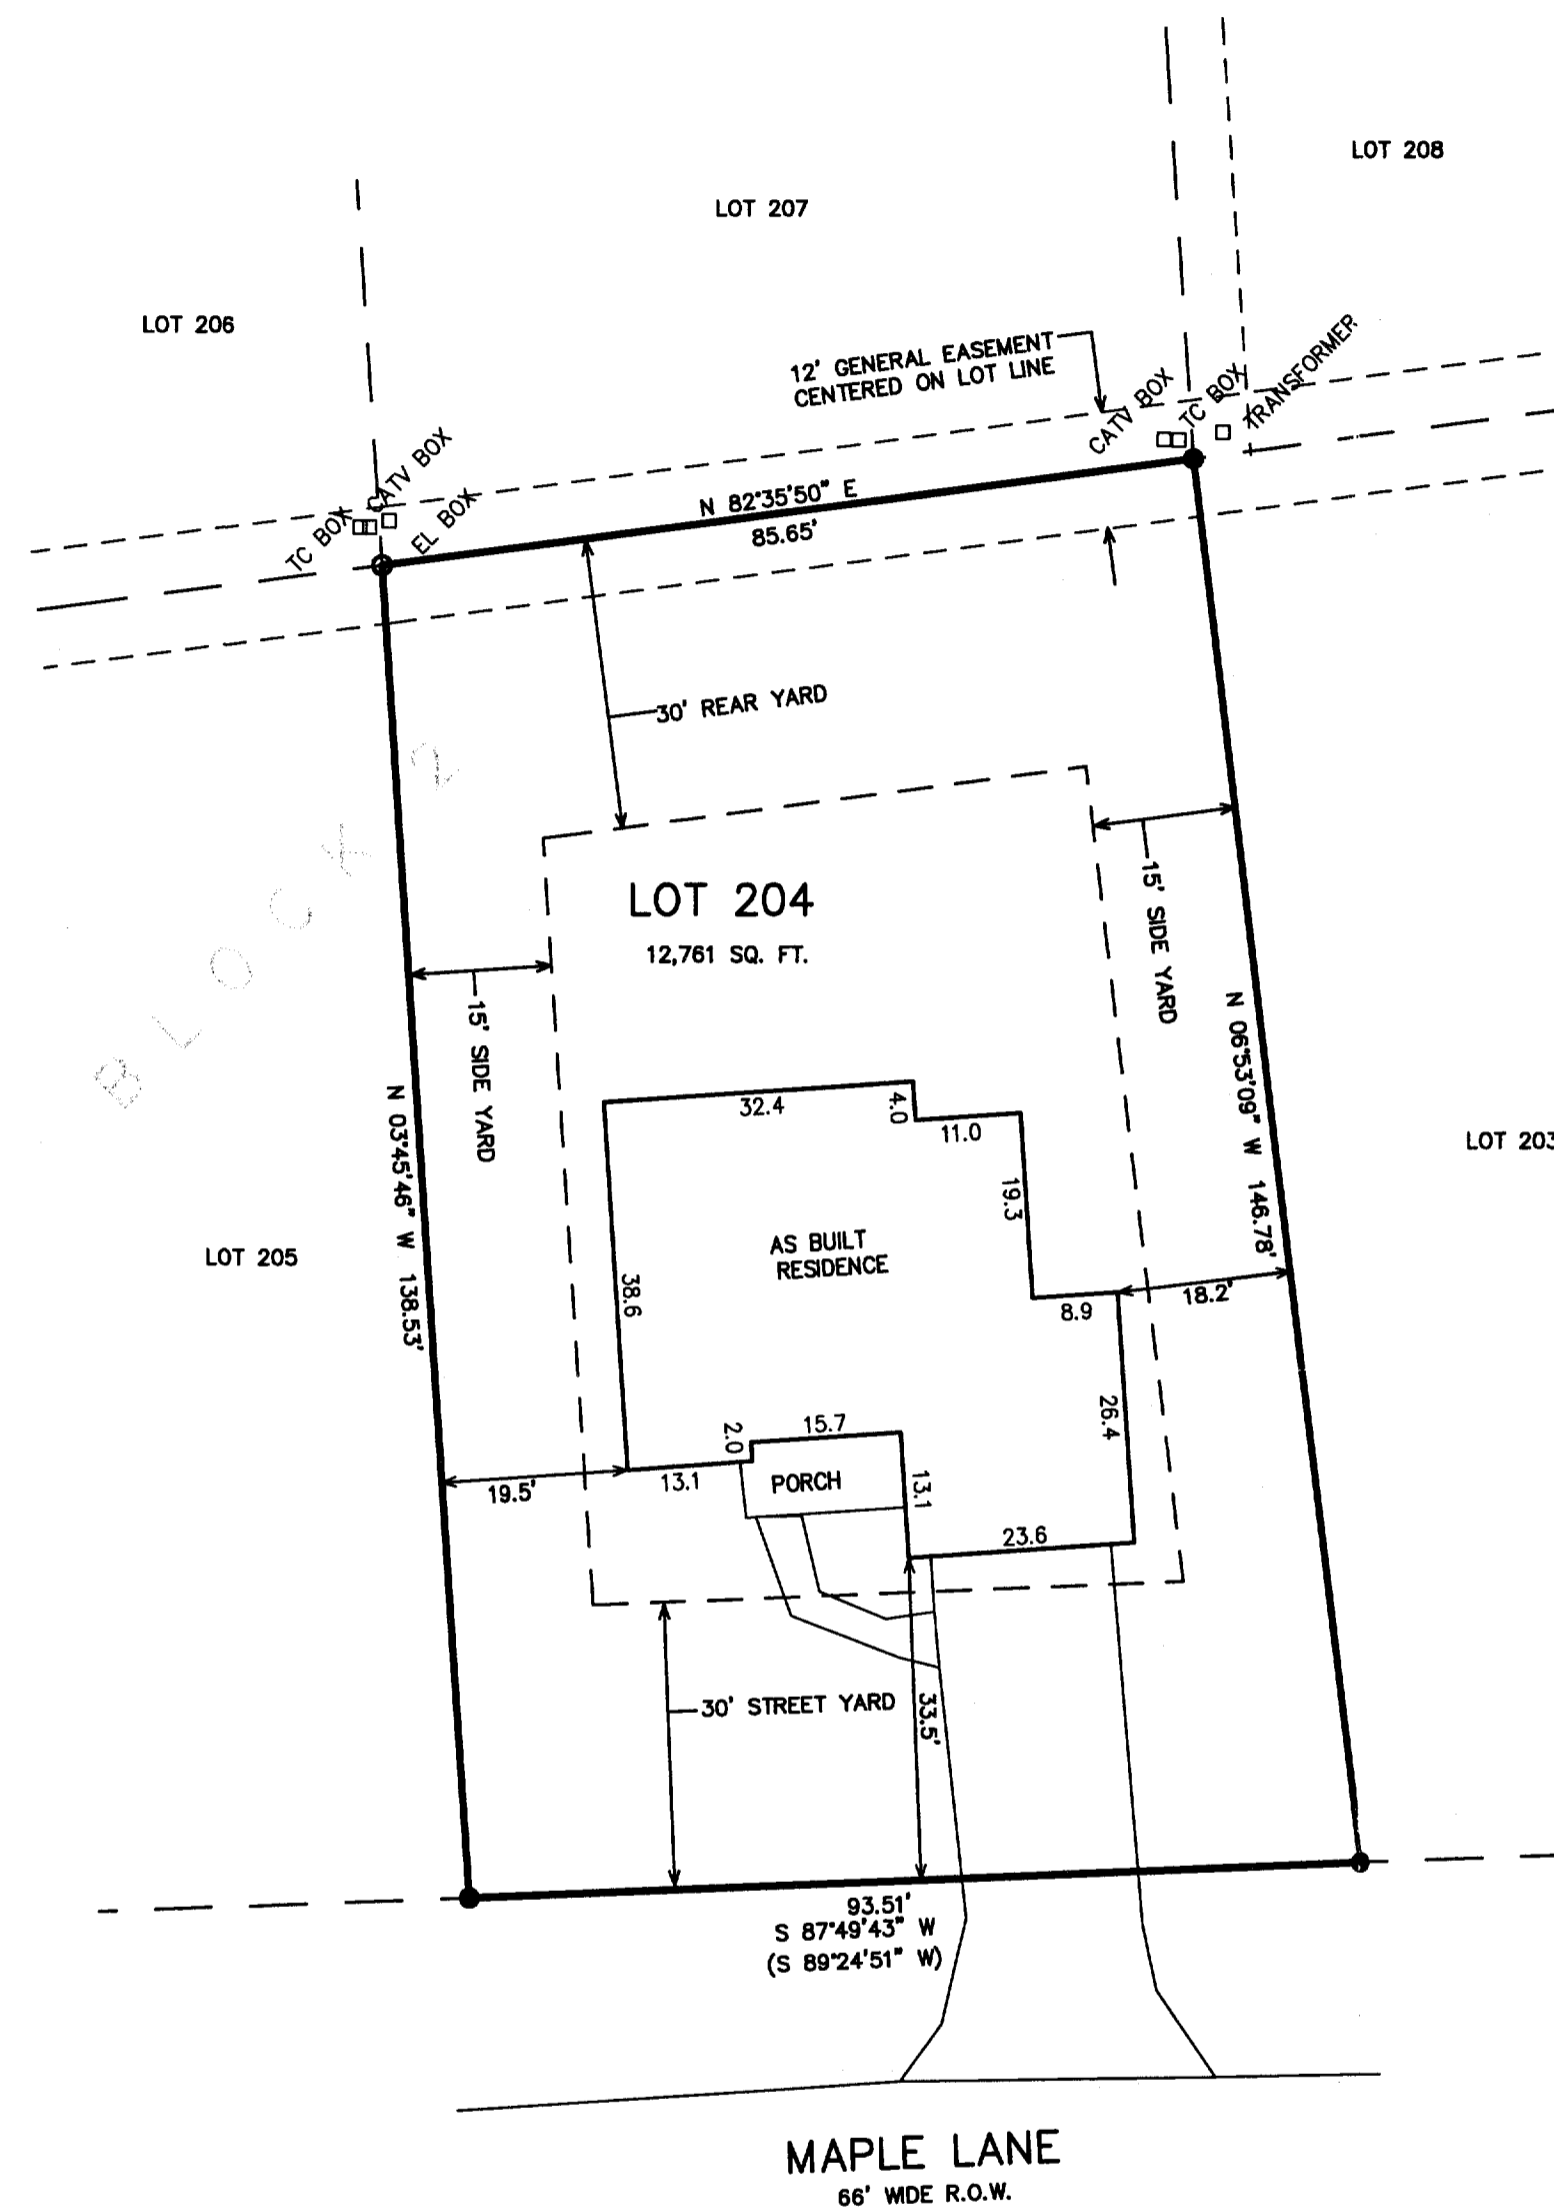 LOT 208
LOT 207
LOT 206
12' GENERAL EASEMENT
CENTERED ON LOT LINE
CATV BOX
TC BOX
TRANSFORMER
TC BOX
CATV BOX
EL BOX
N 82°35'50" E
85.65'
30' REAR YARD
BLOCK 2
LOT 204
12,761 SQ. FT.
15' SIDE YARD
15' SIDE YARD
N 03°45'46" W 138.53'
N 06°53'09" W 146.78'
LOT 203
LOT 205
32.4
4.0
11.0
19.3
AS BUILT
RESIDENCE
38.6
8.9
18.2'
26.4
2.0
15.7
19.5'
13.1
PORCH
13.1
23.6
30' STREET YARD
33.5'
93.51'
S 87°49'43" W
(S 89°24'51" W)
MAPLE LANE
66' WIDE R.O.W.